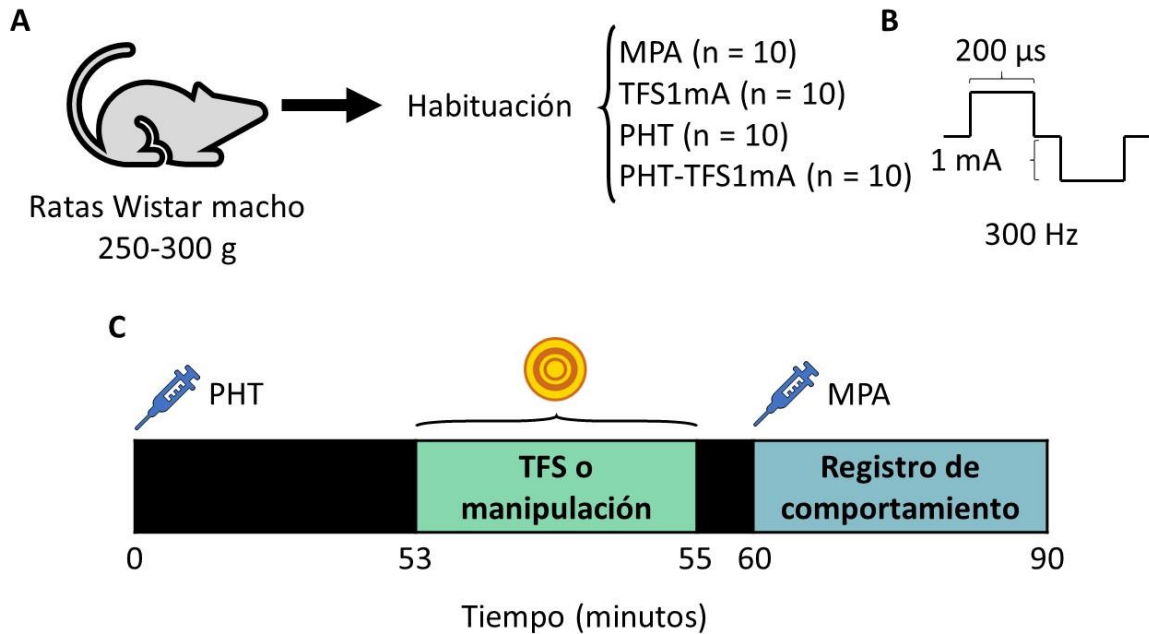 A
Ratas Wistar macho
250-300 g
Habituación
MPA (n = 10)
TFS1mA (n = 10)
PHT (n = 10)
PHT-TFS1mA (n = 10)
B
200 µs
1 mA
300 Hz
C
PHT
MPA
TFS o
manipulación
Registro de
comportamiento
0
53
55
60
90
Tiempo (minutos)